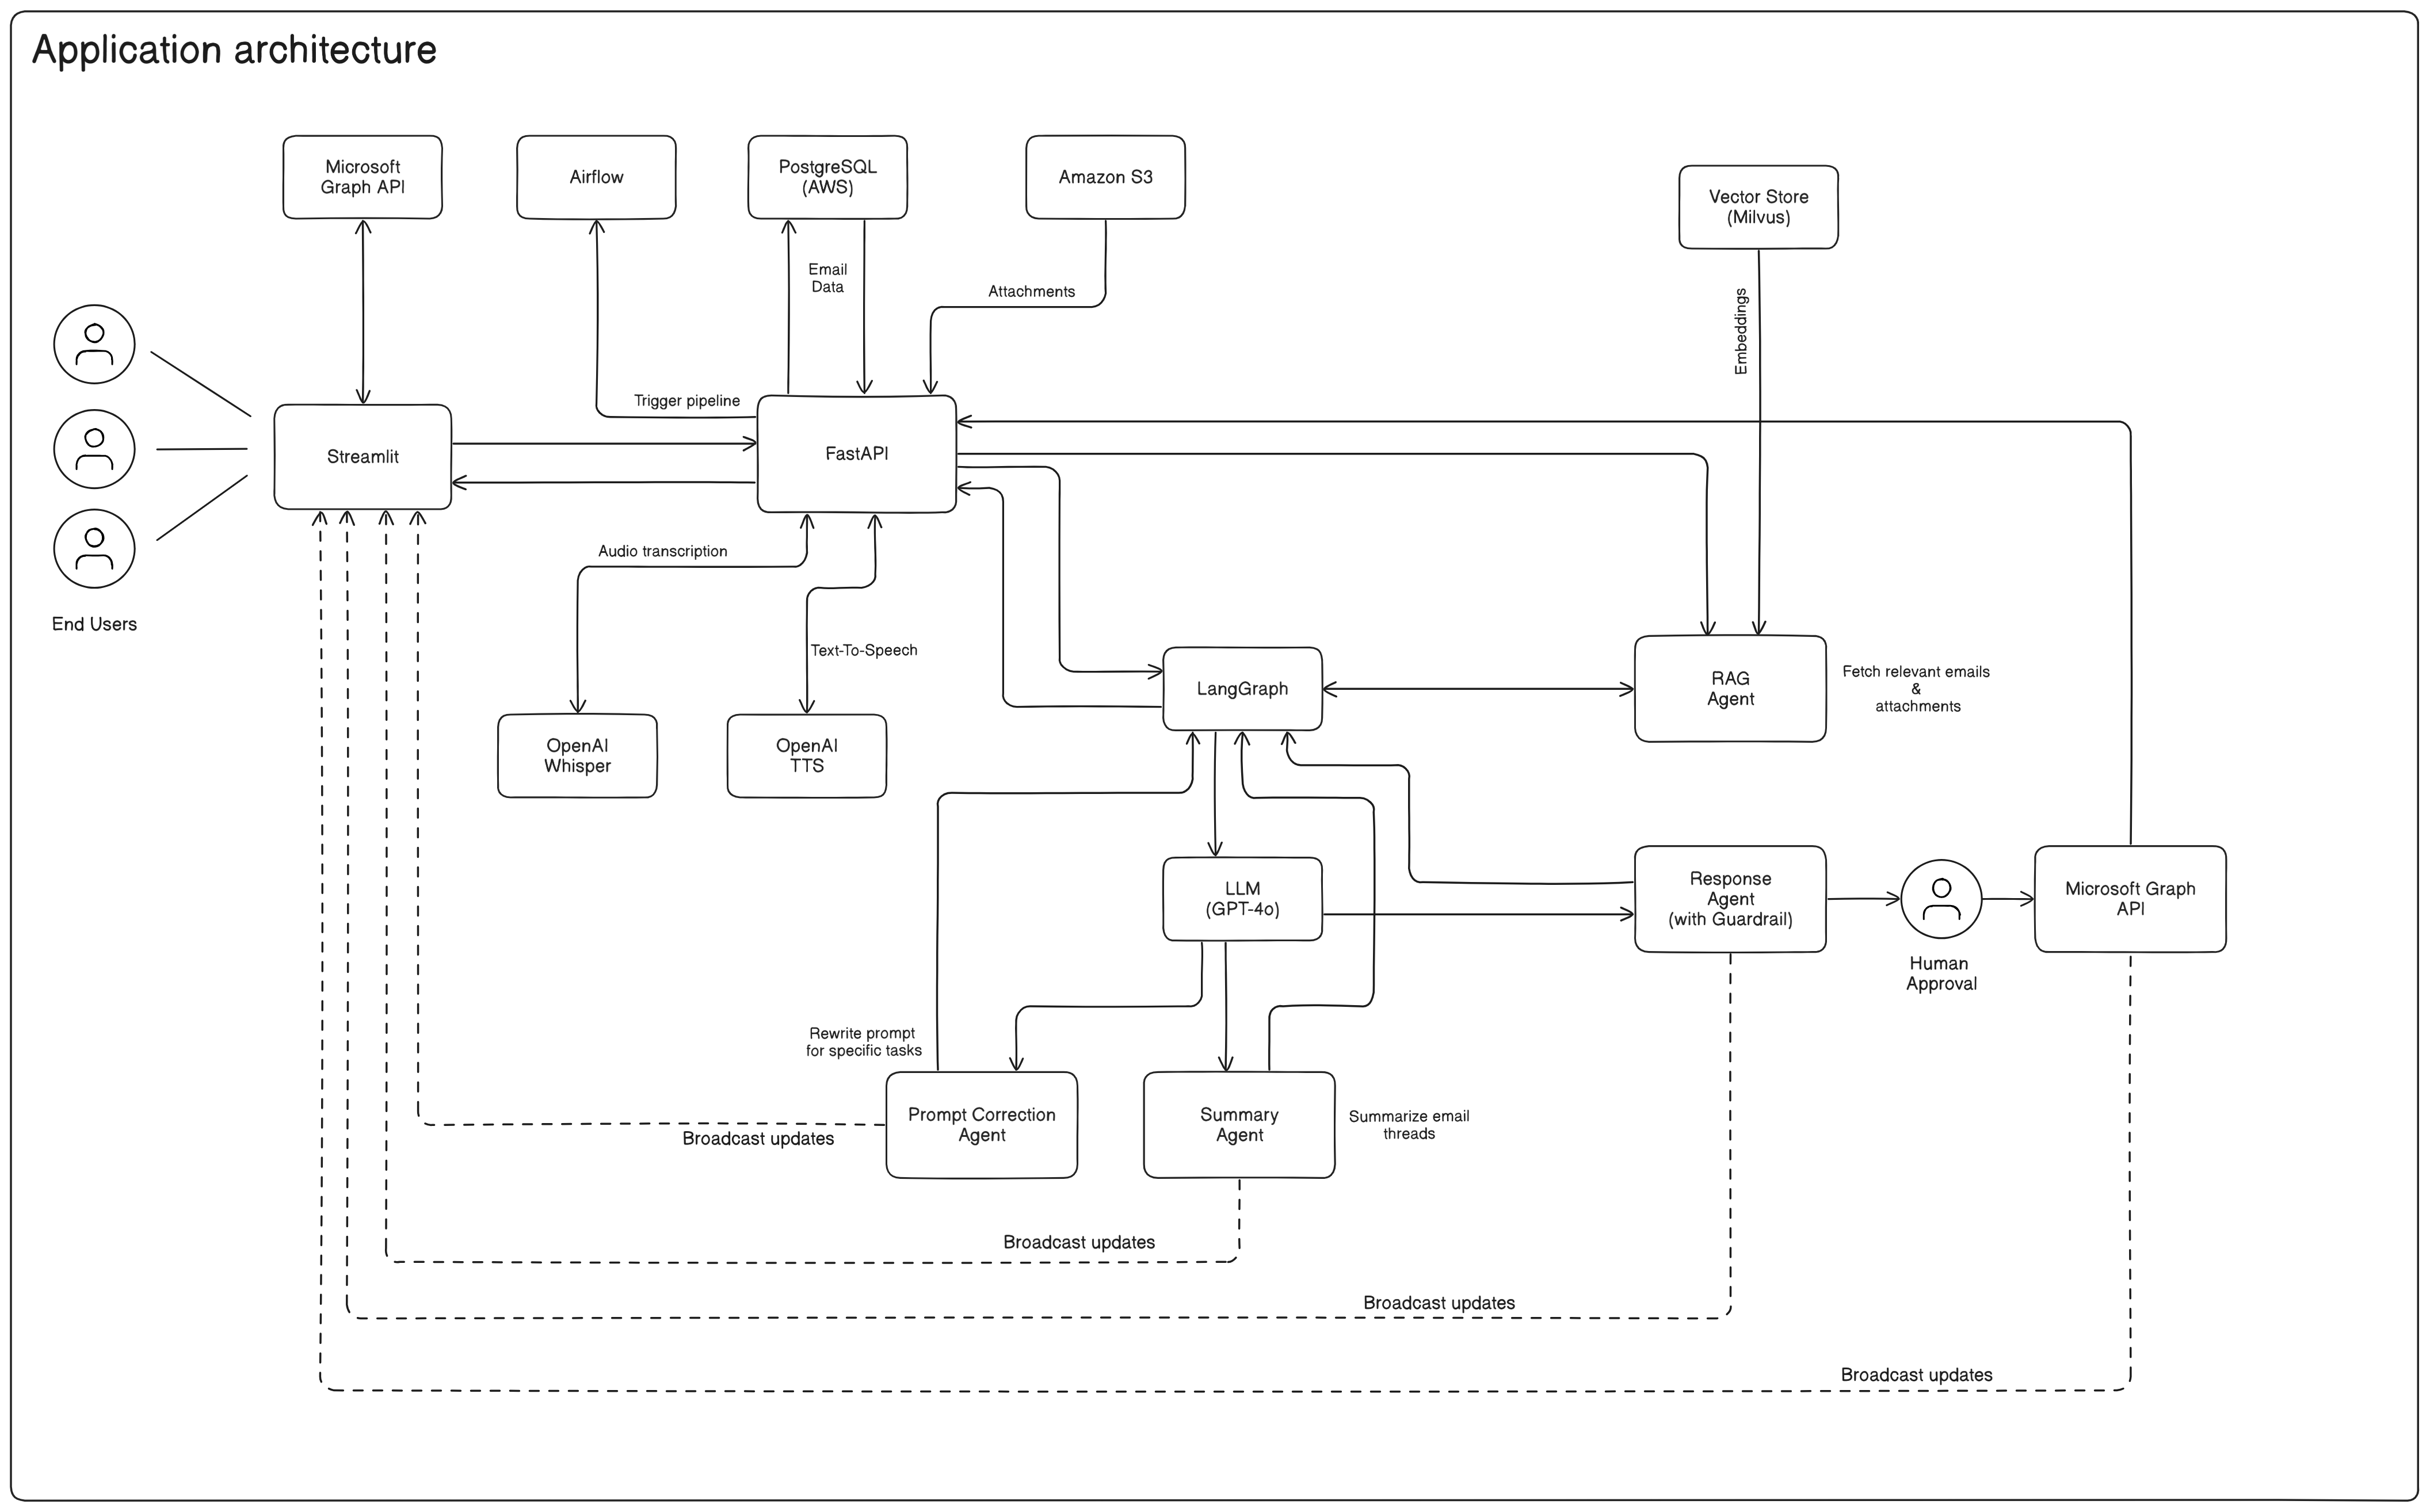 Application architecture
Microsoft
Graph API
Airflow
PostgreSQL
(AWS)
Amazon S3
Vector Store
(Milvus)
Email
Data
Attachments
Embeddings
Trigger pipeline
Streamlit
FastAPI
End Users
Audio transcription
Text-To-Speech
OpenAI
Whisper
OpenAI
TTS
LangGraph
RAG
Agent
Fetch relevant emails
&
attachments
LLM
(GPT-4o)
Response
Agent
(with Guardrail)
Human
Approval
Microsoft Graph
API
Rewrite prompt
for specific tasks
Prompt Correction
Agent
Summary
Agent
Summarize email
threads
Broadcast updates
Broadcast updates
Broadcast updates
Broadcast updates